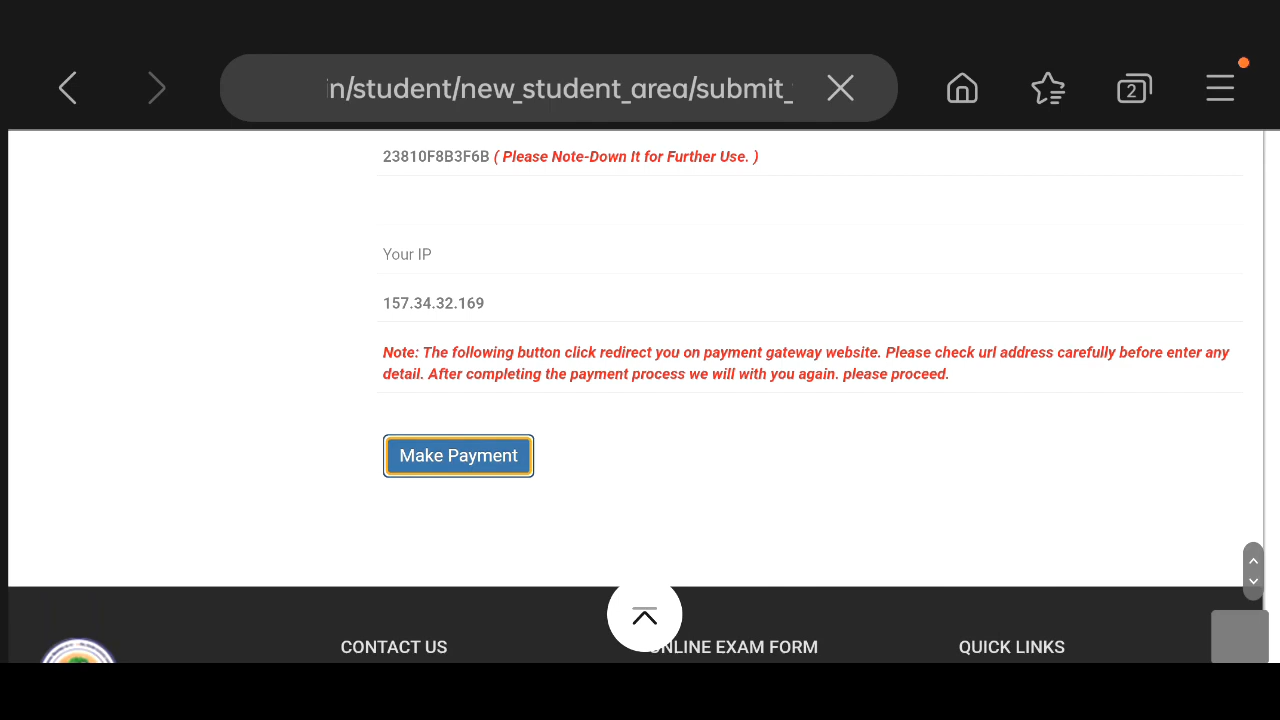 in/student/new_student_area/submit_
2
23810F8B3F6B ( Please Note-Down It for Further Use. )
Your IP
157.34.32.169
Note: The following button click redirect you on payment gateway website. Please check url address carefully before enter any
detail. After completing the payment process we will with you again. please proceed.
Make Payment
CONTACT US
ONLINE EXAM FORM
QUICK LINKS